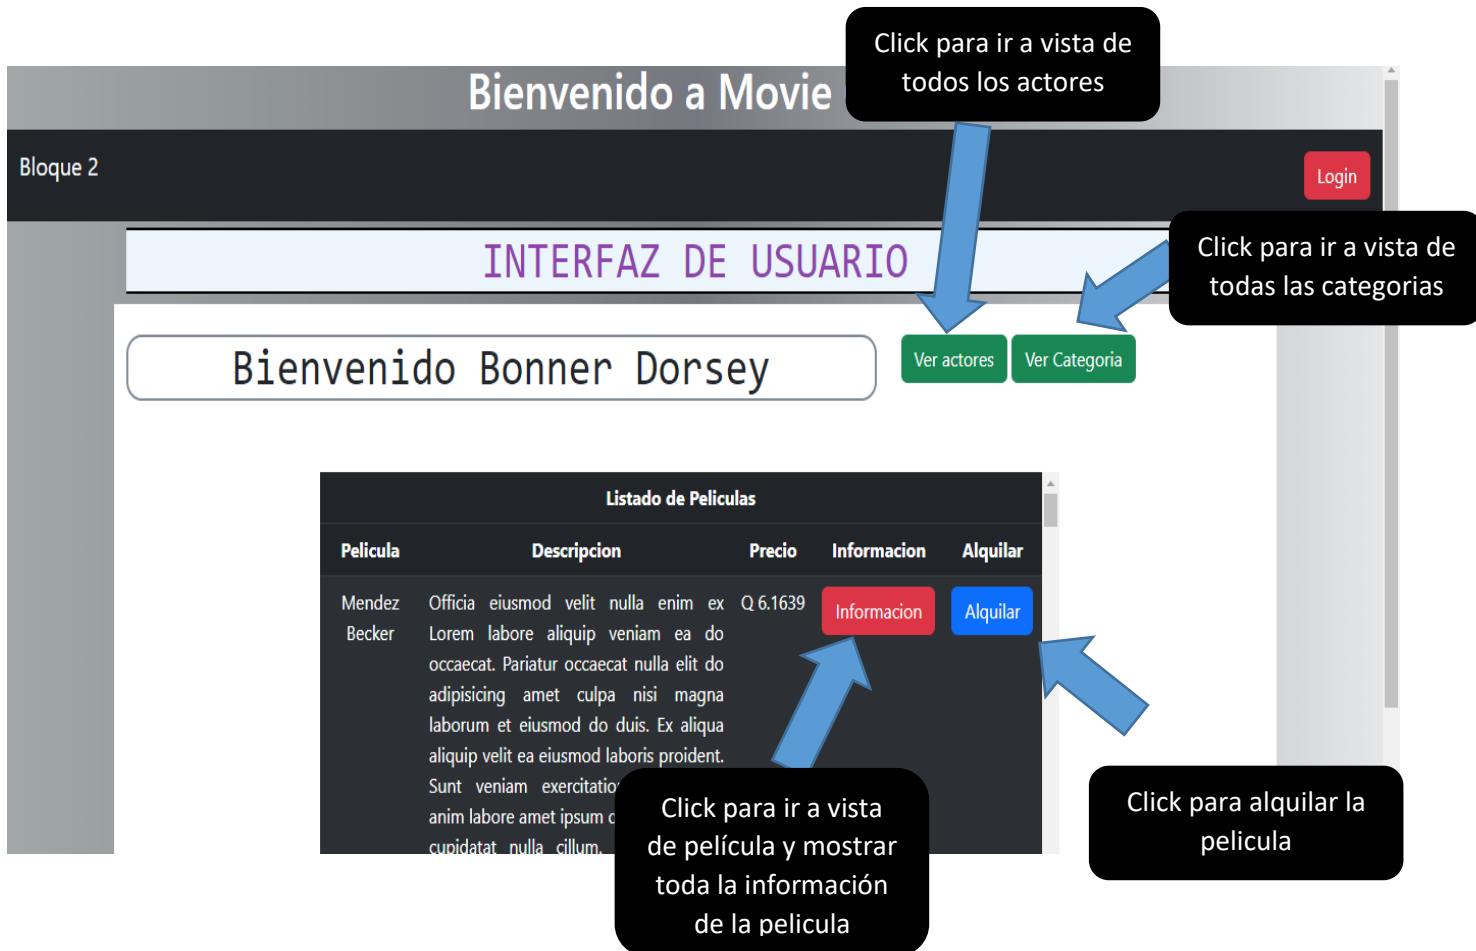 Click para ir a vista de
todos los actores
Bienvenido a Movie
Bloque 2
Login
INTERFAZ DE USUARIO
Click para ir a vista de
todas las categorias
Bienvenido Bonner Dorsey
Ver actores
Ver Categoria
Listado de Peliculas
Pelicula Descripcion Precio Informacion Alquilar
Mendez
Becker
Officia eiusmod velit nulla enim ex
Lorem labore aliquip veniam ea do
occaecat. Pariatur occaecat nulla elit do
adipisicing amet culpa nisi magna
laborum et eiusmod do duis. Ex aliqua
aliquip velit ea eiusmod laboris proident.
Sunt veniam
anim labore amet ipsum
cupidatat nulla cillum.
Q 6.1639
Informacion
Alquilar
Click para ir a vista
de película y mostrar
toda la información
de la pelicula
Click para alquilar la
pelicula